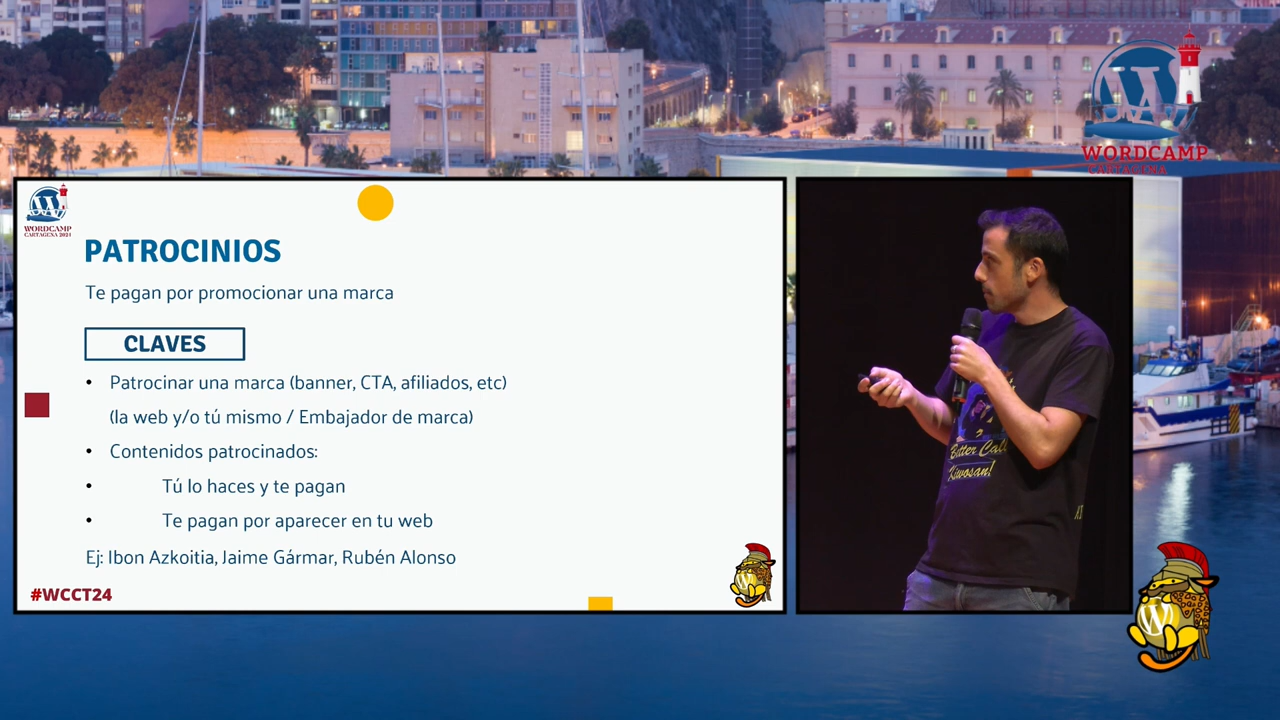 WORDCAMP
CARTAGENA
WORDCAMP
CARTAGENA 2024
PATROCINIOS
Te pagan por promocionar una marca
CLAVES
• Patrocinar una marca (banner, CTA, afiliados, etc)
(la web y/o tú mismo / Embajador de marca)
• Contenidos patrocinados:
• Tú lo haces y te pagan
• Te pagan por aparecer en tu web
Ej: Ibon Azkoitia, Jaime Gármar, Rubén Alonso
#WCCT24
Better Call
Kiwosan!